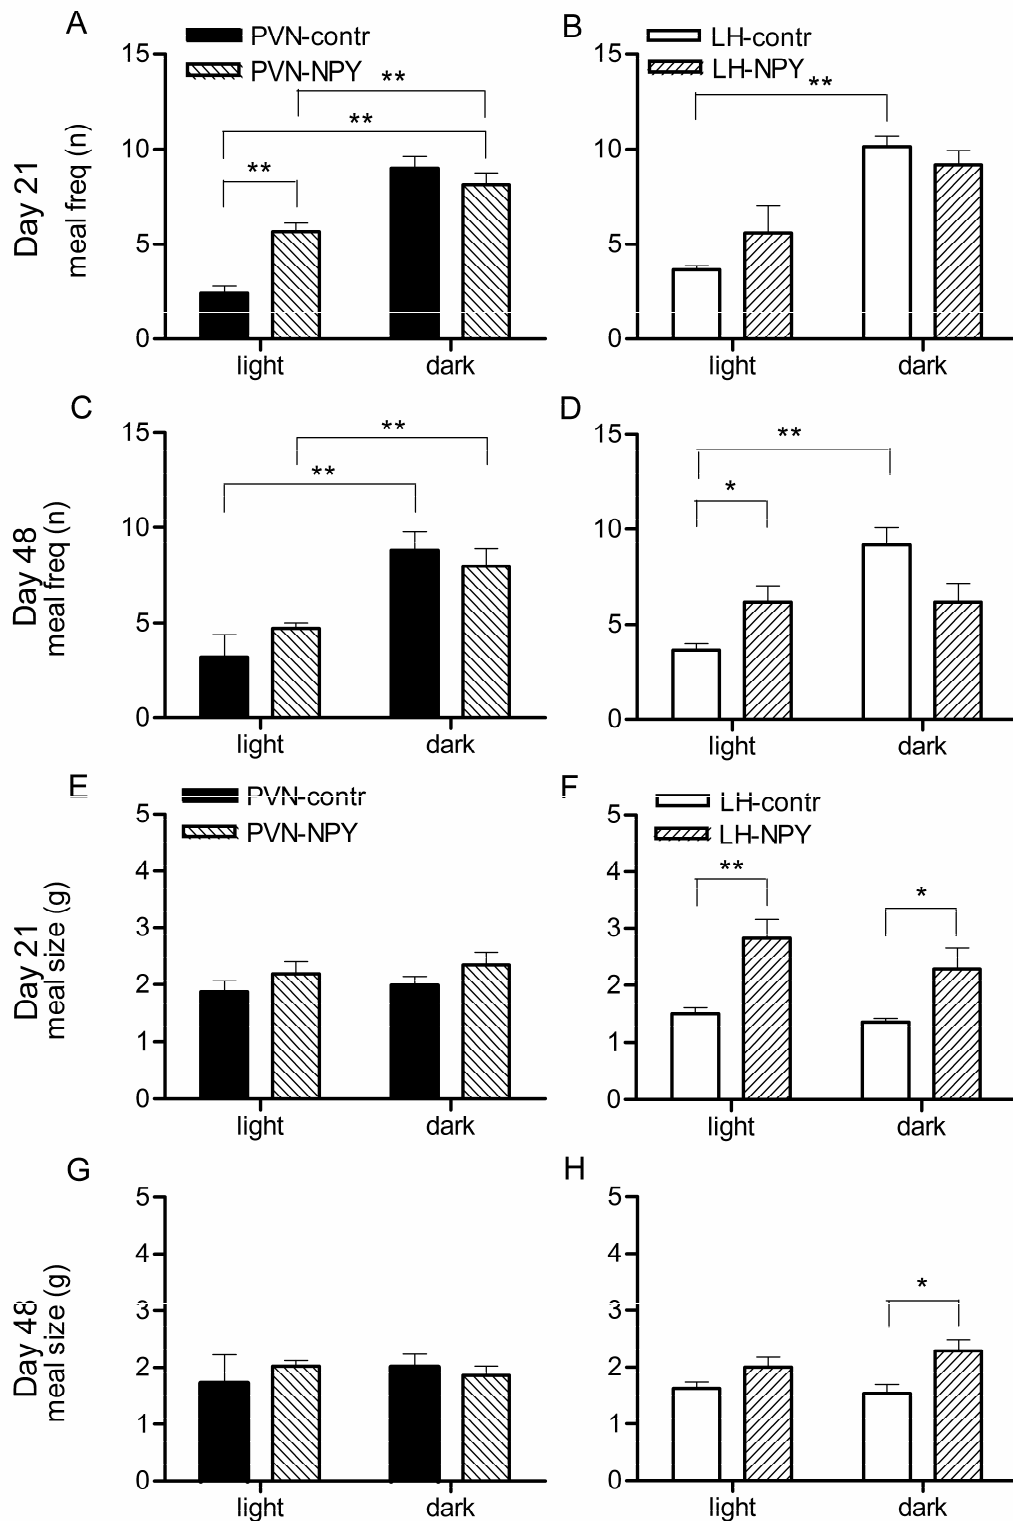 A
PVN-contr
PVN-NPY
15
10
5
0
**
**
**
light
dark
Day 21
meal freq (n)
B
LH-contr
LH-NPY
15
10
5
0
**
light
dark
C
15
10
5
0
**
**
light
dark
Day 48
meal freq (n)
D
15
10
5
0
**
*
light
dark
E
PVN-contr
PVN-NPY
5
4
3
2
1
0
light
dark
Day 21
meal size (g)
F
LH-contr
LH-NPY
5
4
3
2
1
0
**
*
light
dark
G
5
4
3
2
1
0
light
dark
Day 48
meal size (g)
H
5
4
3
2
1
0
*
light
dark